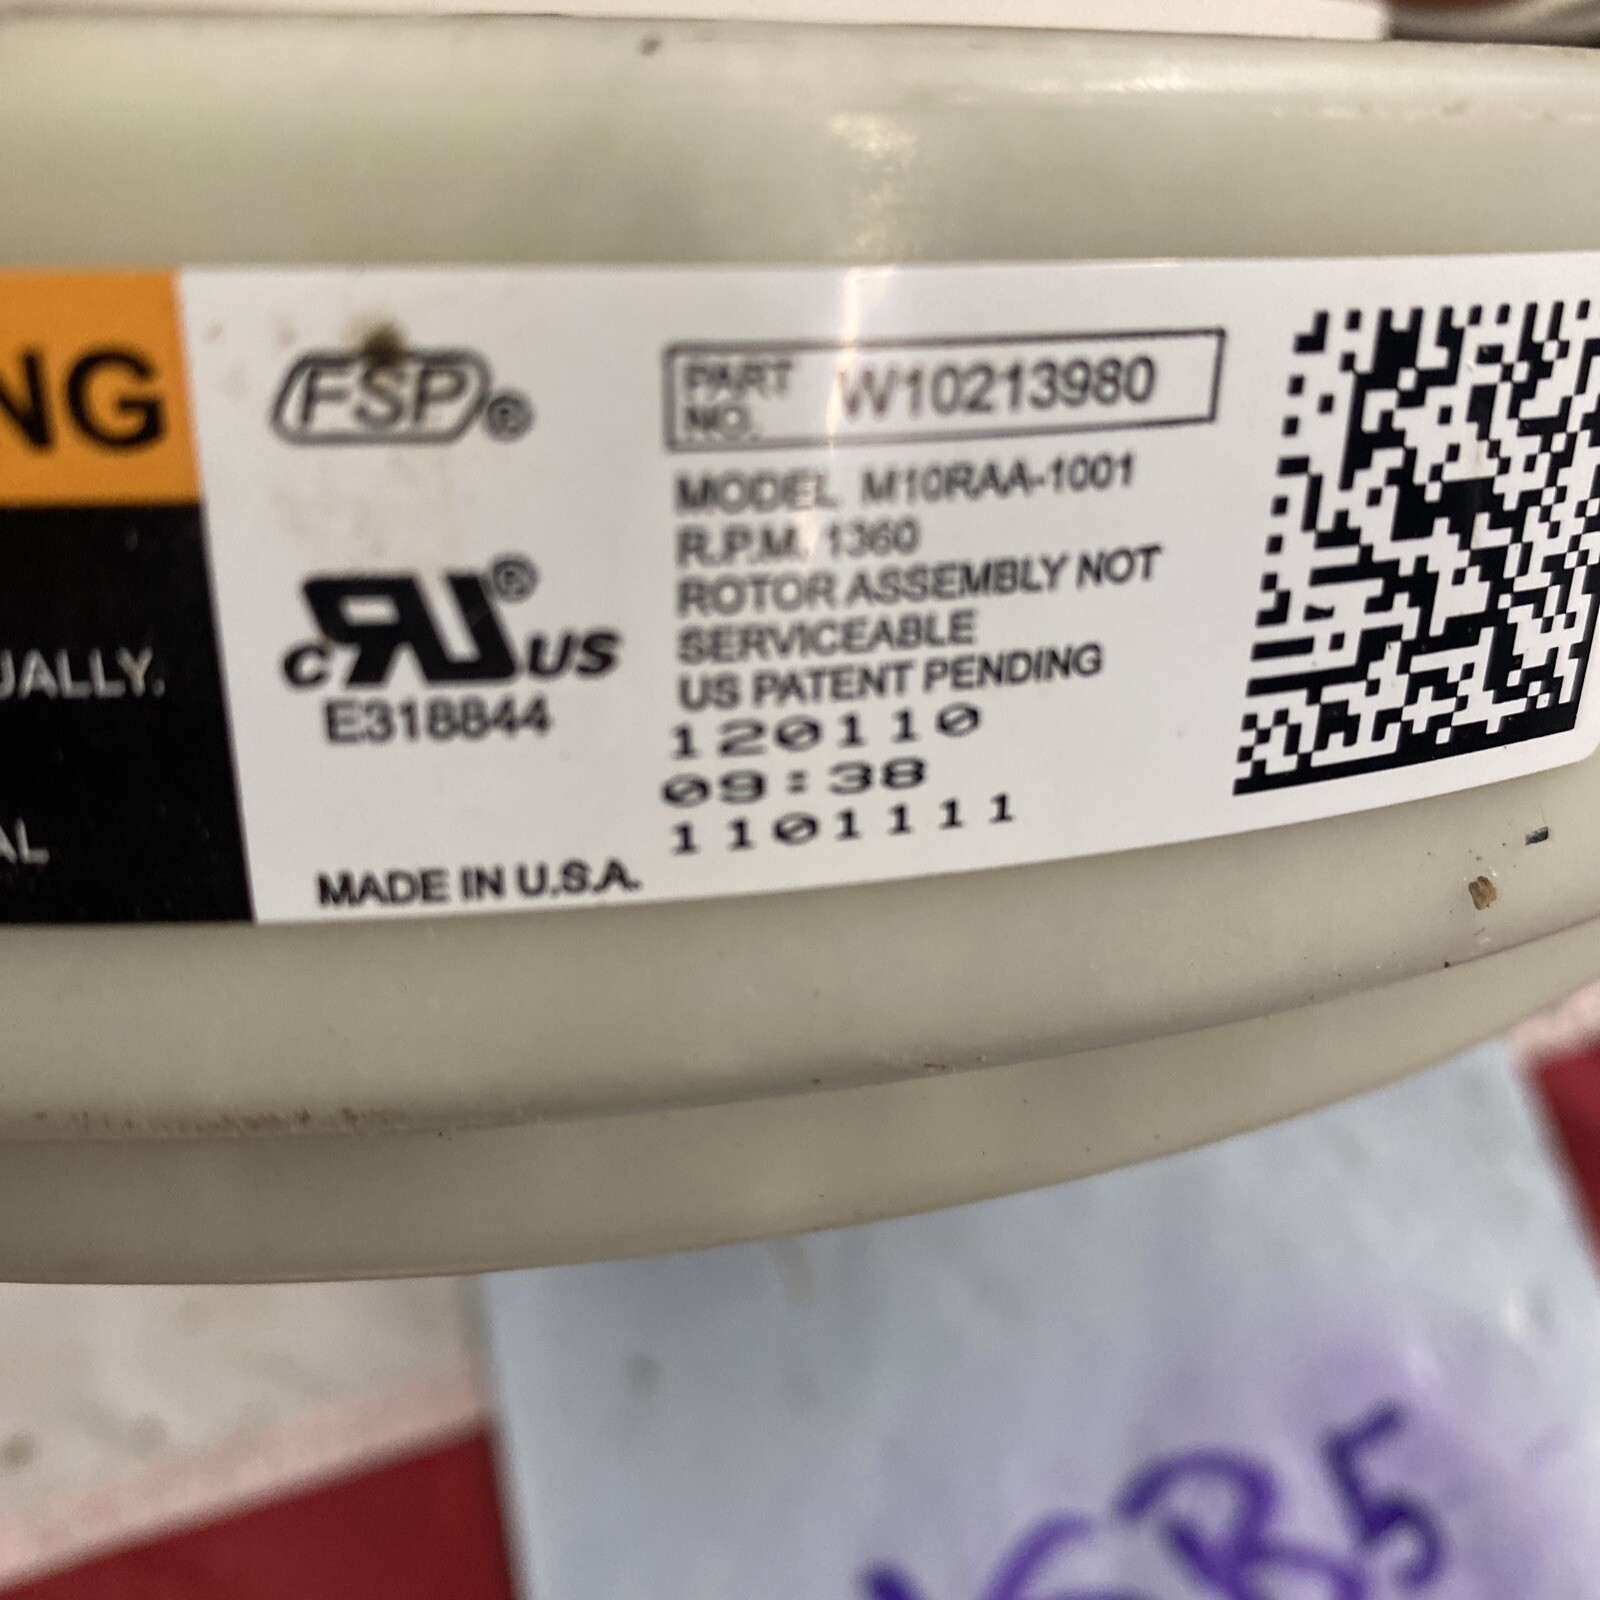 NG
UALLY.
AL
FSP®
PART NO. W10213980
MODEL M10RAA-1001
R.P.M. 1360
ROTOR ASSEMBLY NOT
SERVICEABLE
US PATENT PENDING
120110
09:38
1101111
c RU ® US
E318844
MADE IN U.S.A.